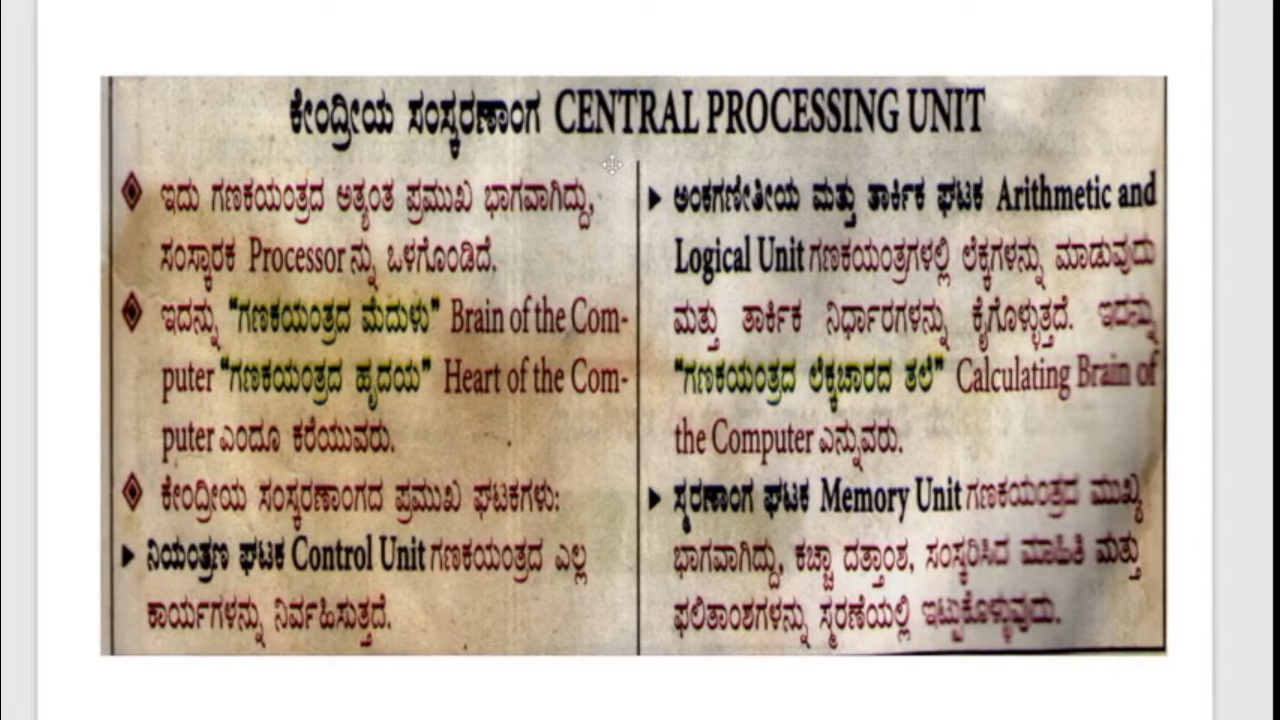 ಕೇಂದ್ರೀಯ ಸಂಸ್ಕರಣಾಂಗ CENTRAL PROCESSING UNIT
ಇದು ಗಣಕಯಂತ್ರದ ಅತ್ಯಂತ ಪ್ರಮುಖ ಭಾಗವಾಗಿದ್ದು,
ಸಂಸ್ಕಾರಕ Processor ನ್ನು ಒಳಗೊಂಡಿದೆ.
ಇದನ್ನು "ಗಣಕಯಂತ್ರದ ಮೆದುಳು" Brain of the Com-
puter "ಗಣಕಯಂತ್ರದ ಹೃದಯ" Heart of the Com-
puter ಎಂದೂ ಕರೆಯುವರು.
ಕೇಂದ್ರೀಯ ಸಂಸ್ಕರಣಾಂಗದ ಪ್ರಮುಖ ಘಟಕಗಳು:
ನಿಯಂತ್ರಣ ಘಟಕ Control Unit ಗಣಕಯಂತ್ರದ ಎಲ್ಲ
ಕಾರ್ಯಗಳನ್ನು ನಿರ್ವಹಿಸುತ್ತದೆ.
ಅಂಕಗಣಿತೀಯ ಮತ್ತು ತಾರ್ಕಿಕ ಘಟಕ Arithmetic and
Logical Unit ಗಣಕಯಂತ್ರಗಳಲ್ಲಿ ಲೆಕ್ಕಗಳನ್ನು ಮಾಡುವುದು
ಮತ್ತು ತಾರ್ಕಿಕ ನಿರ್ಧಾರಗಳನ್ನು ಕೈಗೊಳ್ಳುತ್ತದೆ. ಇದನ್ನು
"ಗಣಕಯಂತ್ರದ ಲೆಕ್ಕಚಾರದ ತಲೆ" Calculating Brain of
the Computer ಎನ್ನುವರು.
ಸ್ಮರಣಾಂಗ ಘಟಕ Memory Unit ಗಣಕಯಂತ್ರದ ಮುಖ್ಯ
ಭಾಗವಾಗಿದ್ದು, ಕಚ್ಚಾ ದತ್ತಾಂಶ, ಸಂಸ್ಕರಿಸಿದ ಮಾಹಿತಿ ಮತ್ತು
ಫಲಿತಾಂಶಗಳನ್ನು ಸ್ಮರಣೆಯಲ್ಲಿ ಇಟ್ಟುಕೊಳ್ಳುವುದು.